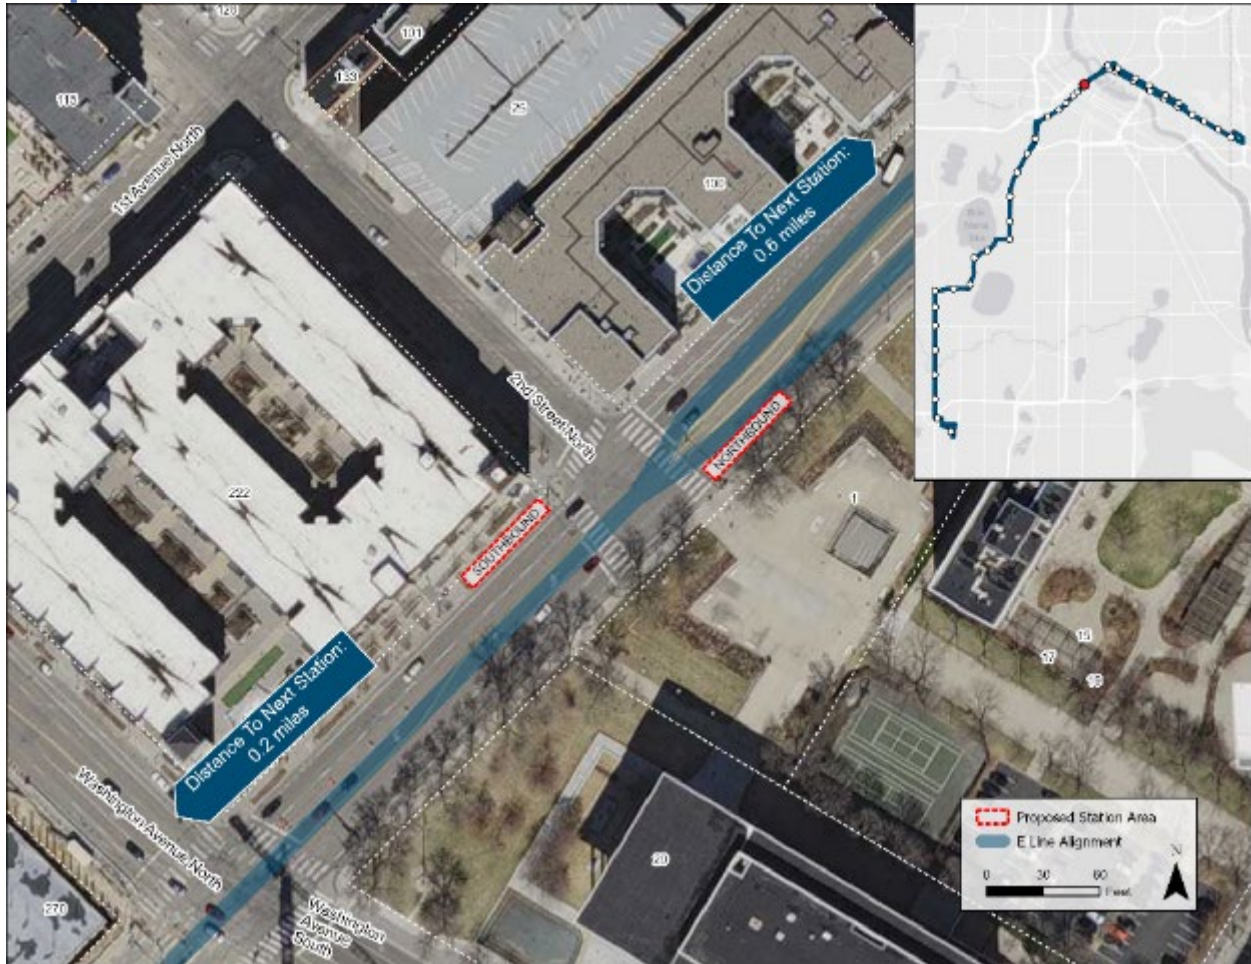 128
101
133
115
25
1st Avenue North
100
Distance To Next Station:
0.6 miles
2nd Street North
NORTHBOUND
SOUTHBOUND
222
1
15
17
19
Distance To Next Station:
0.2 miles
Washington Avenue North
Washington
Avenue
South
20
270
Proposed Station Area
E Line Alignment
N
0 30 60
Feet